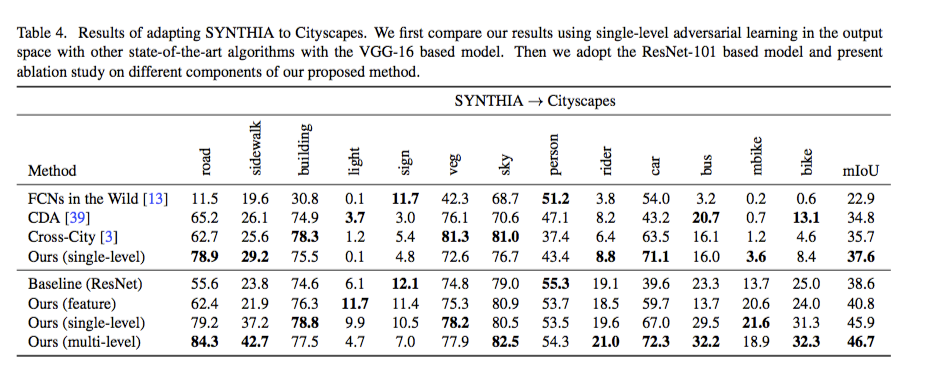 Table 4. Results of adapting SYNTHIA to Cityscapes. We first compare our results using single-level adversarial learning in the output
space with other state-of-the-art algorithms with the VGG-16 based model. Then we adopt the ResNet-101 based model and present
ablation study on different components of our proposed method.
SYNTHIA → Cityscapes
Method road sidewalk building light sign veg sky person rider car bus mbike bike mIoU
FCNs in the Wild [13] 11.5 19.6 30.8 0.1 11.7 42.3 68.7 51.2 3.8 54.0 3.2 0.2 0.6 22.9
CDA [39] 65.2 26.1 74.9 3.7 3.0 76.1 70.6 47.1 8.2 43.2 20.7 0.7 13.1 34.8
Cross-City [3] 62.7 25.6 78.3 1.2 5.4 81.3 81.0 37.4 6.4 63.5 16.1 1.2 4.6 35.7
Ours (single-level) 78.9 29.2 75.5 0.1 4.8 72.6 76.7 43.4 8.8 71.1 16.0 3.6 8.4 37.6
Baseline (ResNet) 55.6 23.8 74.6 6.1 12.1 74.8 79.0 55.3 19.1 39.6 23.3 13.7 25.0 38.6
Ours (feature) 62.4 21.9 76.3 11.7 11.4 75.3 80.9 53.7 18.5 59.7 13.7 20.6 24.0 40.8
Ours (single-level) 79.2 37.2 78.8 9.9 10.5 78.2 80.5 53.5 19.6 67.0 29.5 21.6 31.3 45.9
Ours (multi-level) 84.3 42.7 77.5 4.7 7.0 77.9 82.5 54.3 21.0 72.3 32.2 18.9 32.3 46.7